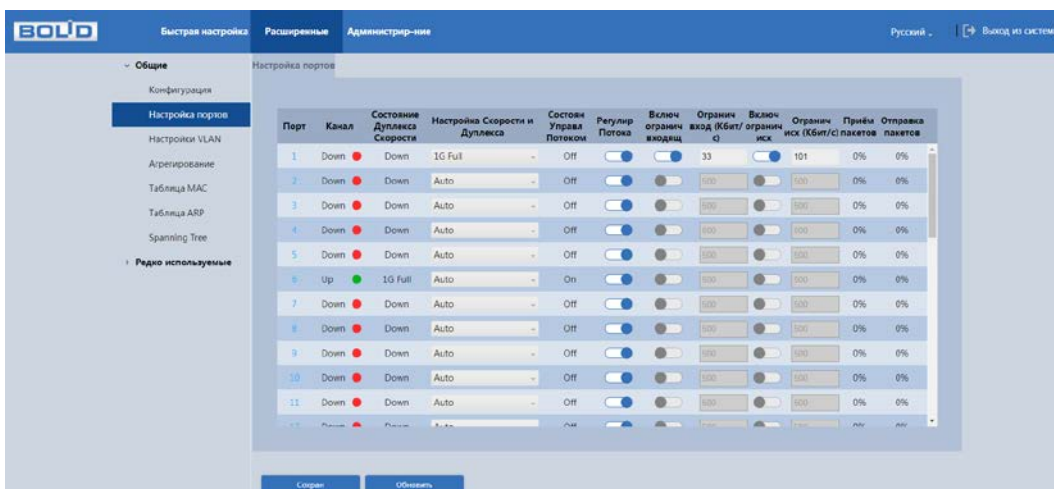 BOLID Быстрая настройка Расширенные Администрир-ние Русский Выход из систем
Общие Настройка портов
Конфигурация
Настройка портов
Настройки VLAN
Агрегирование
Таблица MAC
Таблица ARP
Spanning Tree
Редко используемые
Порт Канал Состояние Дуплекса Скорости Настройка Скорости и Дуплекса Состоян Управл Потоком Регулир Потока Включ огранич входящ Огранич вход (Кбит/с) Включ огранич исх Огранич исх (Кбит/с) Приём пакетов Отправка пакетов
1 Down Down 1G Full Off 33 101 0% 0%
2 Down Down Auto Off 500 500 0% 0%
3 Down Down Auto Off 500 500 0% 0%
4 Down Down Auto Off 500 500 0% 0%
5 Down Down Auto Off 500 500 0% 0%
6 Up 1G Full Auto On 500 500 0% 0%
7 Down Down Auto Off 500 500 0% 0%
8 Down Down Auto Off 500 500 0% 0%
9 Down Down Auto Off 500 500 0% 0%
10 Down Down Auto Off 500 500 0% 0%
11 Down Down Auto Off 500 500 0% 0%
Сохран Обновить